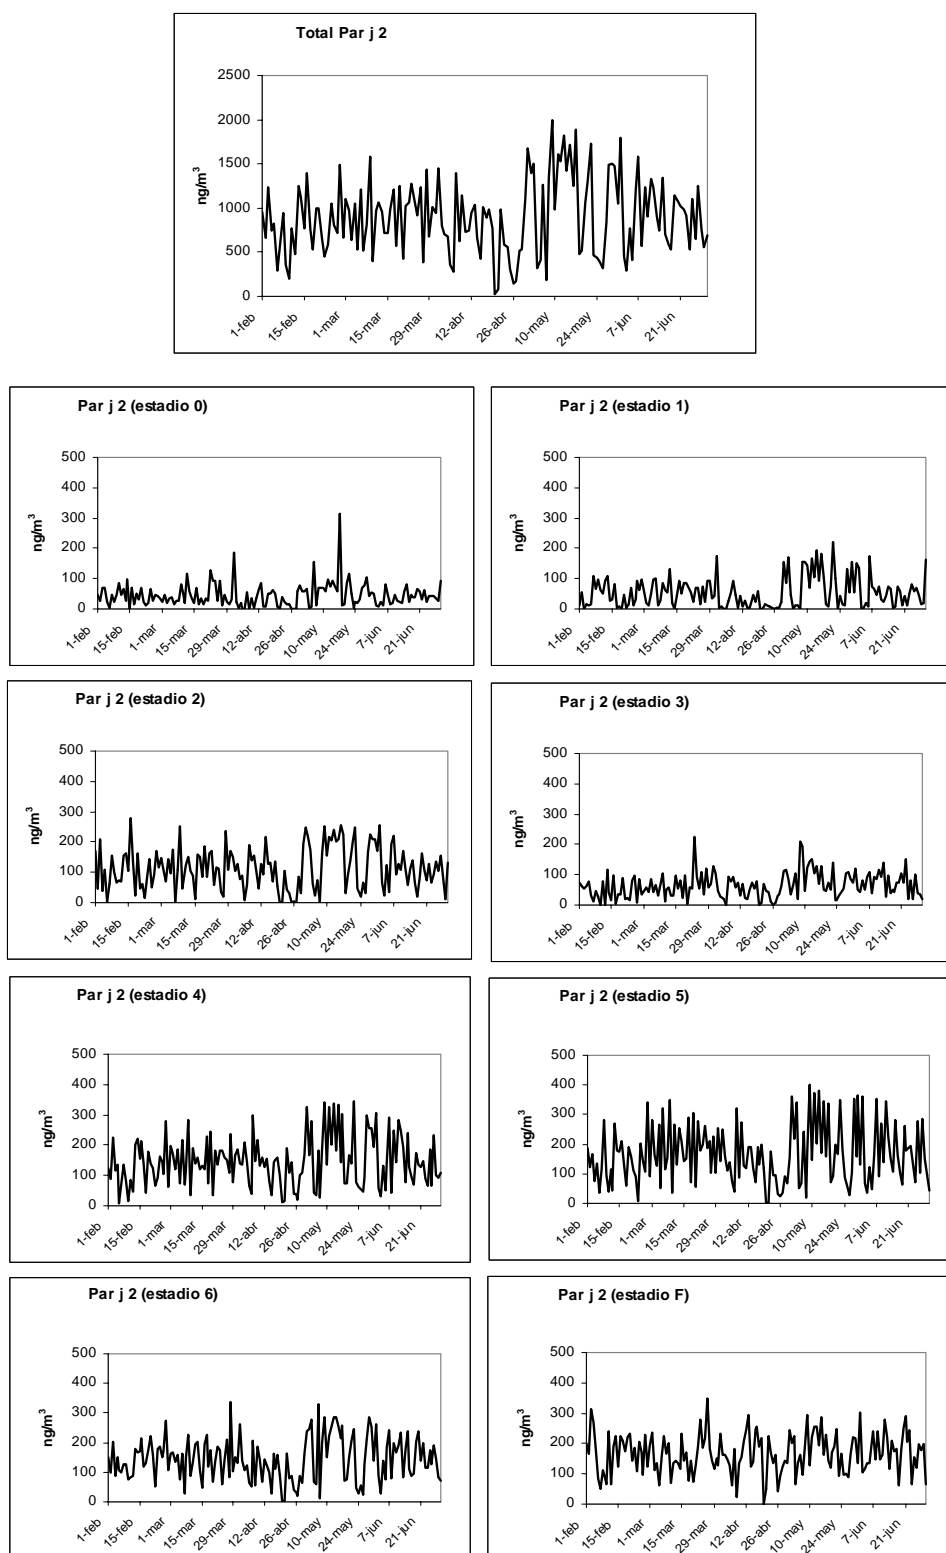 Total Par j 2
2500
2000
1500
1000
500
0
ng/m³
1-feb
15-feb
1-mar
15-mar
29-mar
12-abr
26-abr
10-may
24-may
7-jun
21-jun
Par j 2 (estadio 0)
500
400
300
200
100
0
ng/m³
1-feb
15-feb
1-mar
15-mar
29-mar
12-abr
26-abr
10-may
24-may
7-jun
21-jun
Par j 2 (estadio 1)
500
400
300
200
100
0
ng/m³
1-feb
15-feb
1-mar
15-mar
29-mar
12-abr
26-abr
10-may
24-may
7-jun
21-jun
Par j 2 (estadio 2)
500
400
300
200
100
0
ng/m³
1-feb
15-feb
1-mar
15-mar
29-mar
12-abr
26-abr
10-may
24-may
7-jun
21-jun
Par j 2 (estadio 3)
500
400
300
200
100
0
ng/m³
1-feb
15-feb
1-mar
15-mar
29-mar
12-abr
26-abr
10-may
24-may
7-jun
21-jun
Par j 2 (estadio 4)
500
400
300
200
100
0
ng/m³
1-feb
15-feb
1-mar
15-mar
29-mar
12-abr
26-abr
10-may
24-may
7-jun
21-jun
Par j 2 (estadio 5)
500
400
300
200
100
0
ng/m³
1-feb
15-feb
1-mar
15-mar
29-mar
12-abr
26-abr
10-may
24-may
7-jun
21-jun
Par j 2 (estadio 6)
500
400
300
200
100
0
ng/m³
1-feb
15-feb
1-mar
15-mar
29-mar
12-abr
26-abr
10-may
24-may
7-jun
21-jun
Par j 2 (estadio F)
500
400
300
200
100
0
ng/m³
1-feb
15-feb
1-mar
15-mar
29-mar
12-abr
26-abr
10-may
24-may
7-jun
21-jun